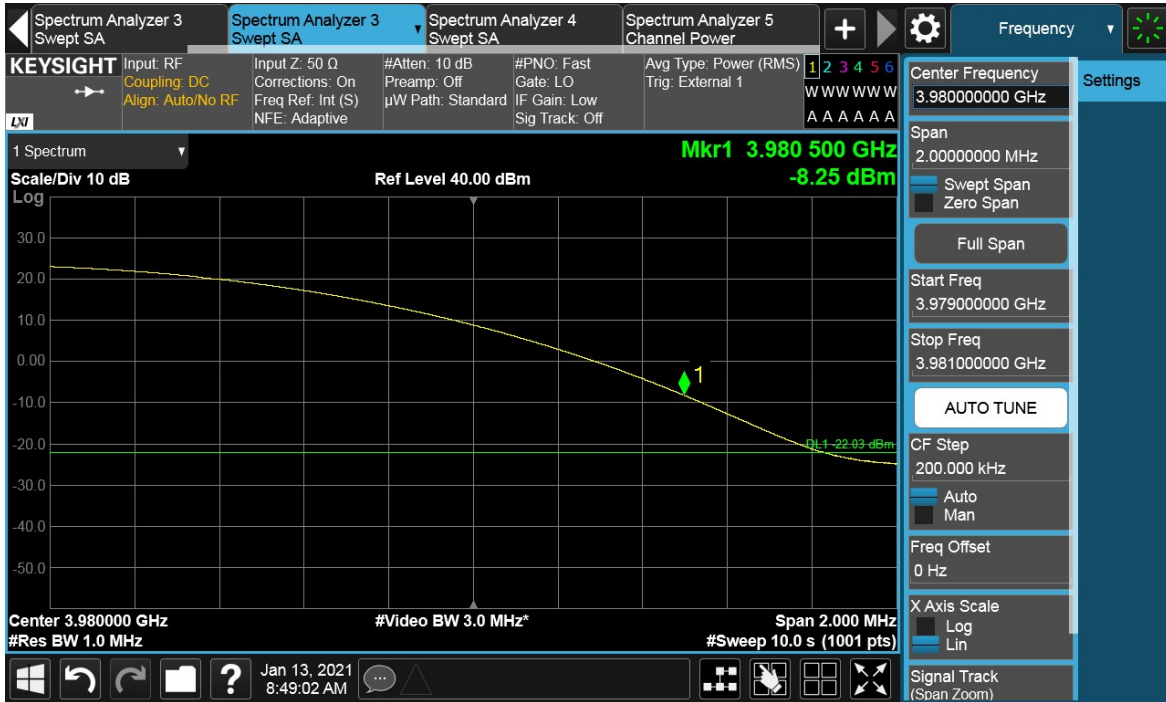 Spectrum Analyzer 3
Swept SA
Spectrum Analyzer 3
Swept SA
Spectrum Analyzer 4
Swept SA
Spectrum Analyzer 5
Channel Power
+
Frequency
KEYSIGHT
LXI
Input: RF
Coupling: DC
Align: Auto/No RF
Input Z: 50 Ω
Corrections: On
Freq Ref: Int (S)
NFE: Adaptive
#Atten: 10 dB
Preamp: Off
µW Path: Standard
#PNO: Fast
Gate: LO
IF Gain: Low
Sig Track: Off
Avg Type: Power (RMS)
Trig: External 1
1 2 3 4 5 6
W W W W W W
A A A A A A
1 Spectrum
Scale/Div 10 dB
Ref Level 40.00 dBm
Mkr1 3.980 500 GHz
-8.25 dBm
Log
30.0
20.0
10.0
0.00
-10.0
-20.0
-30.0
-40.0
-50.0
1
DL1 -22.03 dBm
Center 3.980000 GHz
#Video BW 3.0 MHz*
Span 2.000 MHz
#Res BW 1.0 MHz
#Sweep 10.0 s (1001 pts)
Center Frequency
3.980000000 GHz
Span
2.00000000 MHz
Swept Span
Zero Span
Full Span
Start Freq
3.979000000 GHz
Stop Freq
3.981000000 GHz
AUTO TUNE
CF Step
200.000 kHz
Auto
Man
Freq Offset
0 Hz
X Axis Scale
Log
Lin
Signal Track
(Span Zoom)
Settings
?
Jan 13, 2021
8:49:02 AM